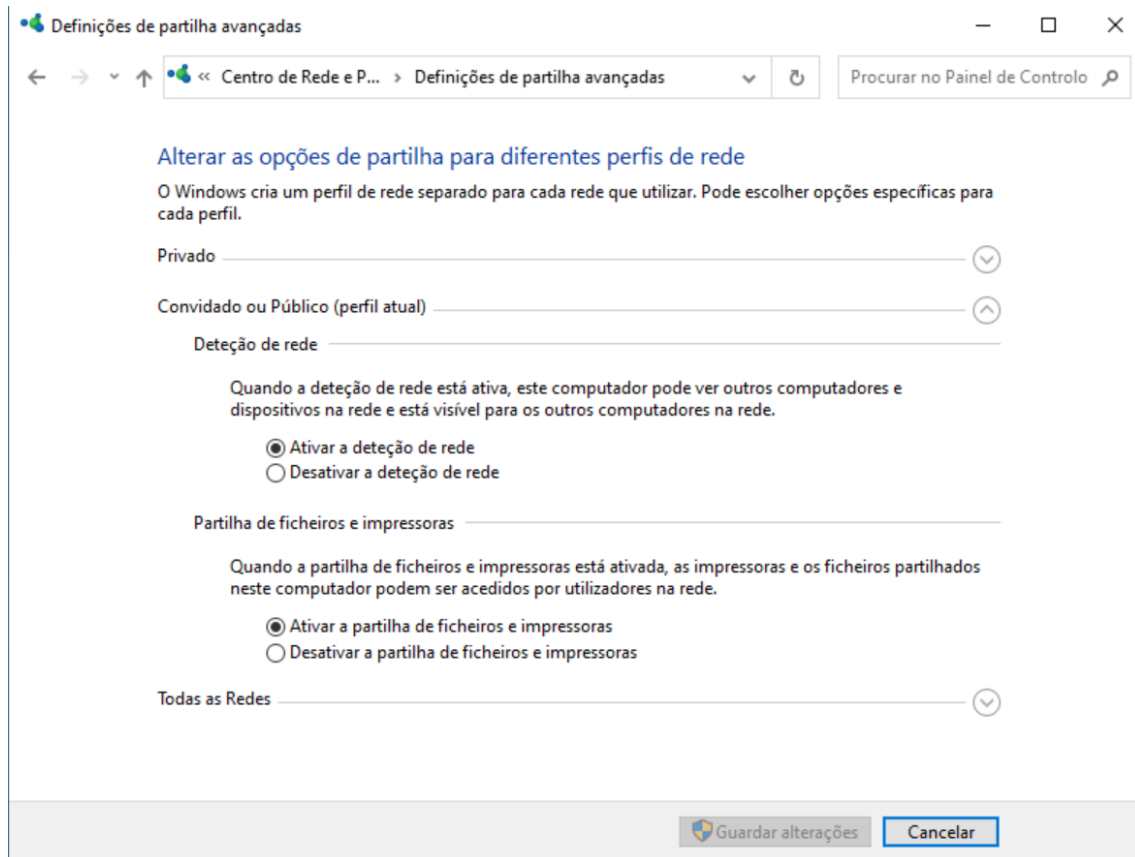 Definições de partilha avançadas
« Centro de Rede e P... › Definições de partilha avançadas
Procurar no Painel de Controlo
Alterar as opções de partilha para diferentes perfis de rede
O Windows cria um perfil de rede separado para cada rede que utilizar. Pode escolher opções específicas para
cada perfil.
Privado
Convidado ou Público (perfil atual)
Deteção de rede
Quando a deteção de rede está ativa, este computador pode ver outros computadores e
dispositivos na rede e está visível para os outros computadores na rede.
Ativar a deteção de rede
Desativar a deteção de rede
Partilha de ficheiros e impressoras
Quando a partilha de ficheiros e impressoras está ativada, as impressoras e os ficheiros partilhados
neste computador podem ser acedidos por utilizadores na rede.
Ativar a partilha de ficheiros e impressoras
Desativar a partilha de ficheiros e impressoras
Todas as Redes
Guardar alterações
Cancelar